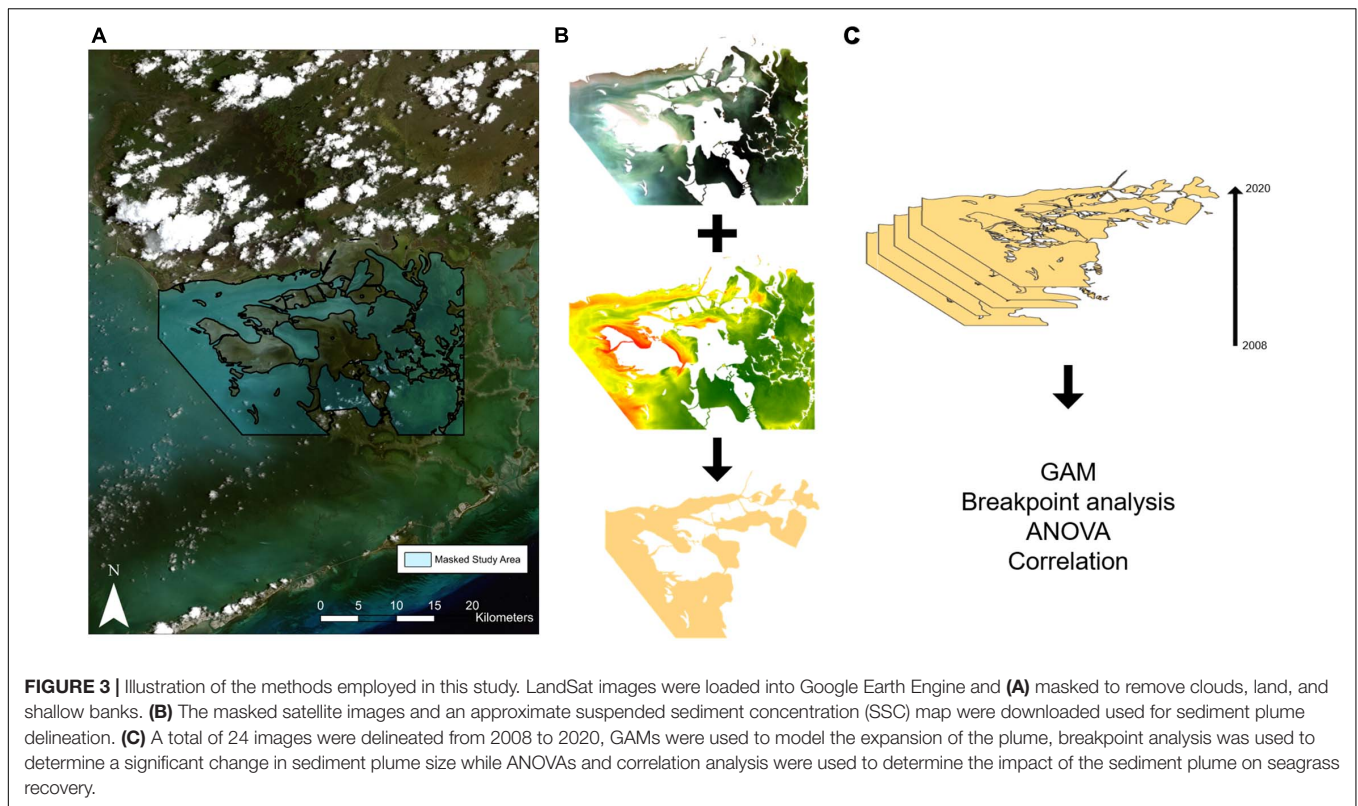 A
B
C
2020
2008
GAM
Breakpoint analysis
ANOVA
Correlation
Masked Study Area
N
0 5 10 15 20
Kilometers
FIGURE 3 | Illustration of the methods employed in this study. LandSat images were loaded into Google Earth Engine and (A) masked to remove clouds, land, and
shallow banks. (B) The masked satellite images and an approximate suspended sediment concentration (SSC) map were downloaded used for sediment plume
delineation. (C) A total of 24 images were delineated from 2008 to 2020, GAMs were used to model the expansion of the plume, breakpoint analysis was used to
determine a significant change in sediment plume size while ANOVAs and correlation analysis were used to determine the impact of the sediment plume on seagrass
recovery.